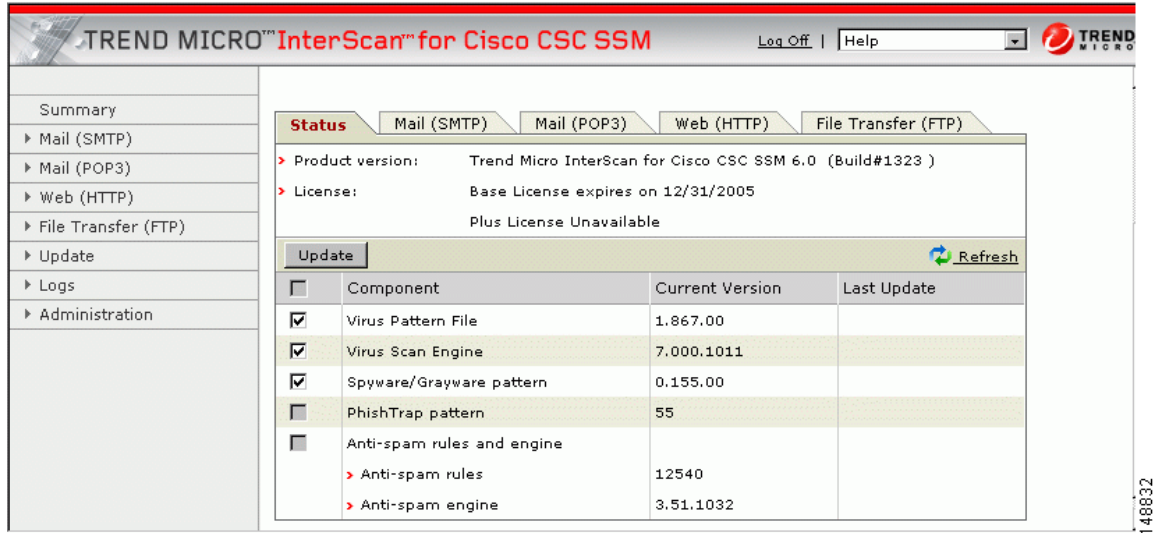 TREND MICRO™ InterScan™ for Cisco CSC SSM
Log Off | Help
TREND
MICRO
Summary
Mail (SMTP)
Mail (POP3)
Web (HTTP)
File Transfer (FTP)
Update
Logs
Administration
Status Mail (SMTP) Mail (POP3) Web (HTTP) File Transfer (FTP)
Product version: Trend Micro InterScan for Cisco CSC SSM 6.0 (Build#1323 )
License: Base License expires on 12/31/2005
Plus License Unavailable
Update Refresh
Component Current Version Last Update
Virus Pattern File 1.867.00
Virus Scan Engine 7.000.1011
Spyware/Grayware pattern 0.155.00
PhishTrap pattern 55
Anti-spam rules and engine
Anti-spam rules 12540
Anti-spam engine 3.51.1032
148832